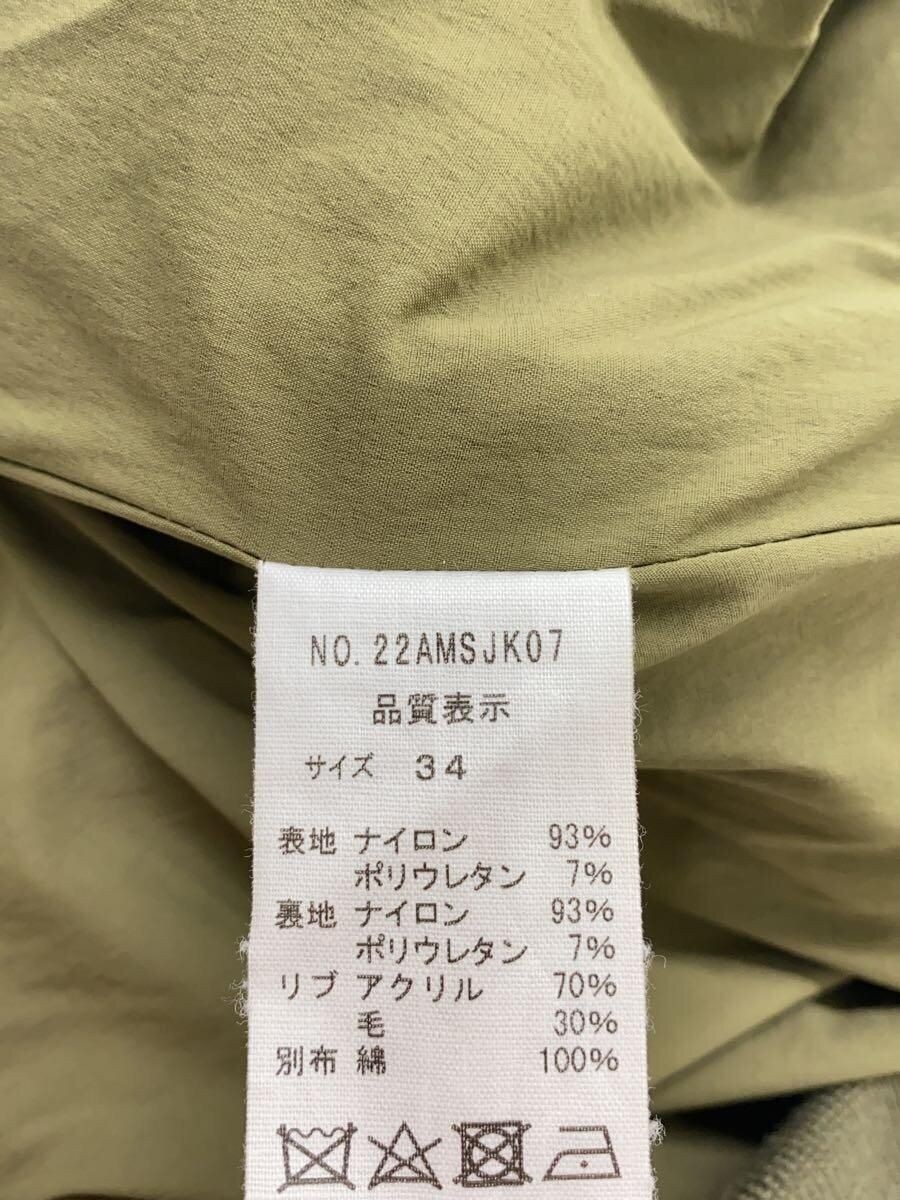 NO. 22AMSJK07
品質表示
サイズ 34
表地 ナイロン 93%
ポリウレタン 7%
裏地 ナイロン 93%
ポリウレタン 7%
リブ アクリル 70%
毛 30%
別布 綿 100%